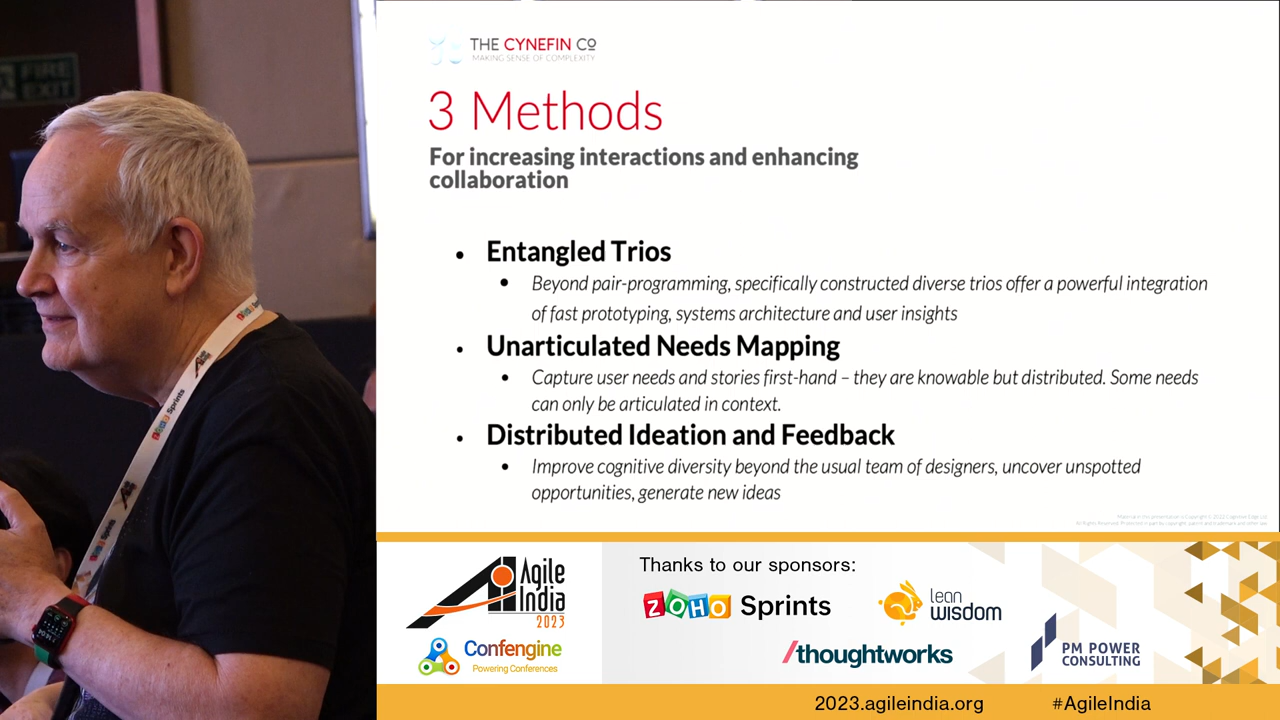 FIRE
EXIT
THE CYNEFIN Co
MAKING SENSE OF COMPLEXITY
3 Methods
For increasing interactions and enhancing
collaboration
• Entangled Trios
• Beyond pair-programming, specifically constructed diverse trios offer a powerful integration
of fast prototyping, systems architecture and user insights
• Unarticulated Needs Mapping
• Capture user needs and stories first-hand – they are knowable but distributed. Some needs
can only be articulated in context.
• Distributed Ideation and Feedback
• Improve cognitive diversity beyond the usual team of designers, uncover unspotted
opportunities, generate new ideas
Sprints
Sprints
Agile
India
2023
Confengine
Powering Conferences
Thanks to our sponsors:
ZOHO Sprints
lean
wisdom
/thoughtworks
PM POWER
CONSULTING
2023.agileindia.org
#AgileIndia